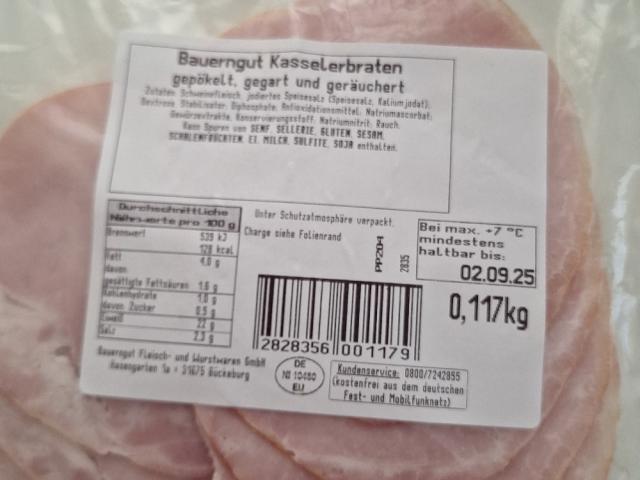 Bauerngut Kasselerbraten
gepökelt, gegart und geräuchert
Zutaten: Schweinefleisch, jodiertes Speisesalz (Speisesalz, Kaliumjodat),
Dextrose, Stabilisator: Diphosphate, Antioxidationsmittel: Natriumascorbat,
Gewürzextrakte, Konservierungsstoff: Natriumnitrit, Rauch.
Kann Spuren von SENF, SELLERIE, GLUTEN, SESAM,
SCHALENFRÜCHTEN, EI, MILCH, SULFITE, SOJA enthalten.
Durchschnittliche
Nährwerte pro 100 g
Brennwert 539 kJ
128 kcal
Fett 4,0 g
davon
gesättigte Fettsäuren 1,6 g
Kohlenhydrate 1,0 g
davon Zucker 0,5 g
Eiweiß 22 g
Salz 2,3 g
Unter Schutzatmosphäre verpackt.
Charge siehe Folienrand
PP204
2835
Bei max. +7 °C
mindestens
haltbar bis:
02.09.25
0,117kg
2828356 001179
Bauerngut Fleisch- und Wurstwaren GmbH
Hasengarten 1a · 31675 Bückeburg
DE
NI 10480
EU
Kundenservice: 0800/7242855
(kostenfrei aus dem deutschen
Fest- und Mobilfunknetz)